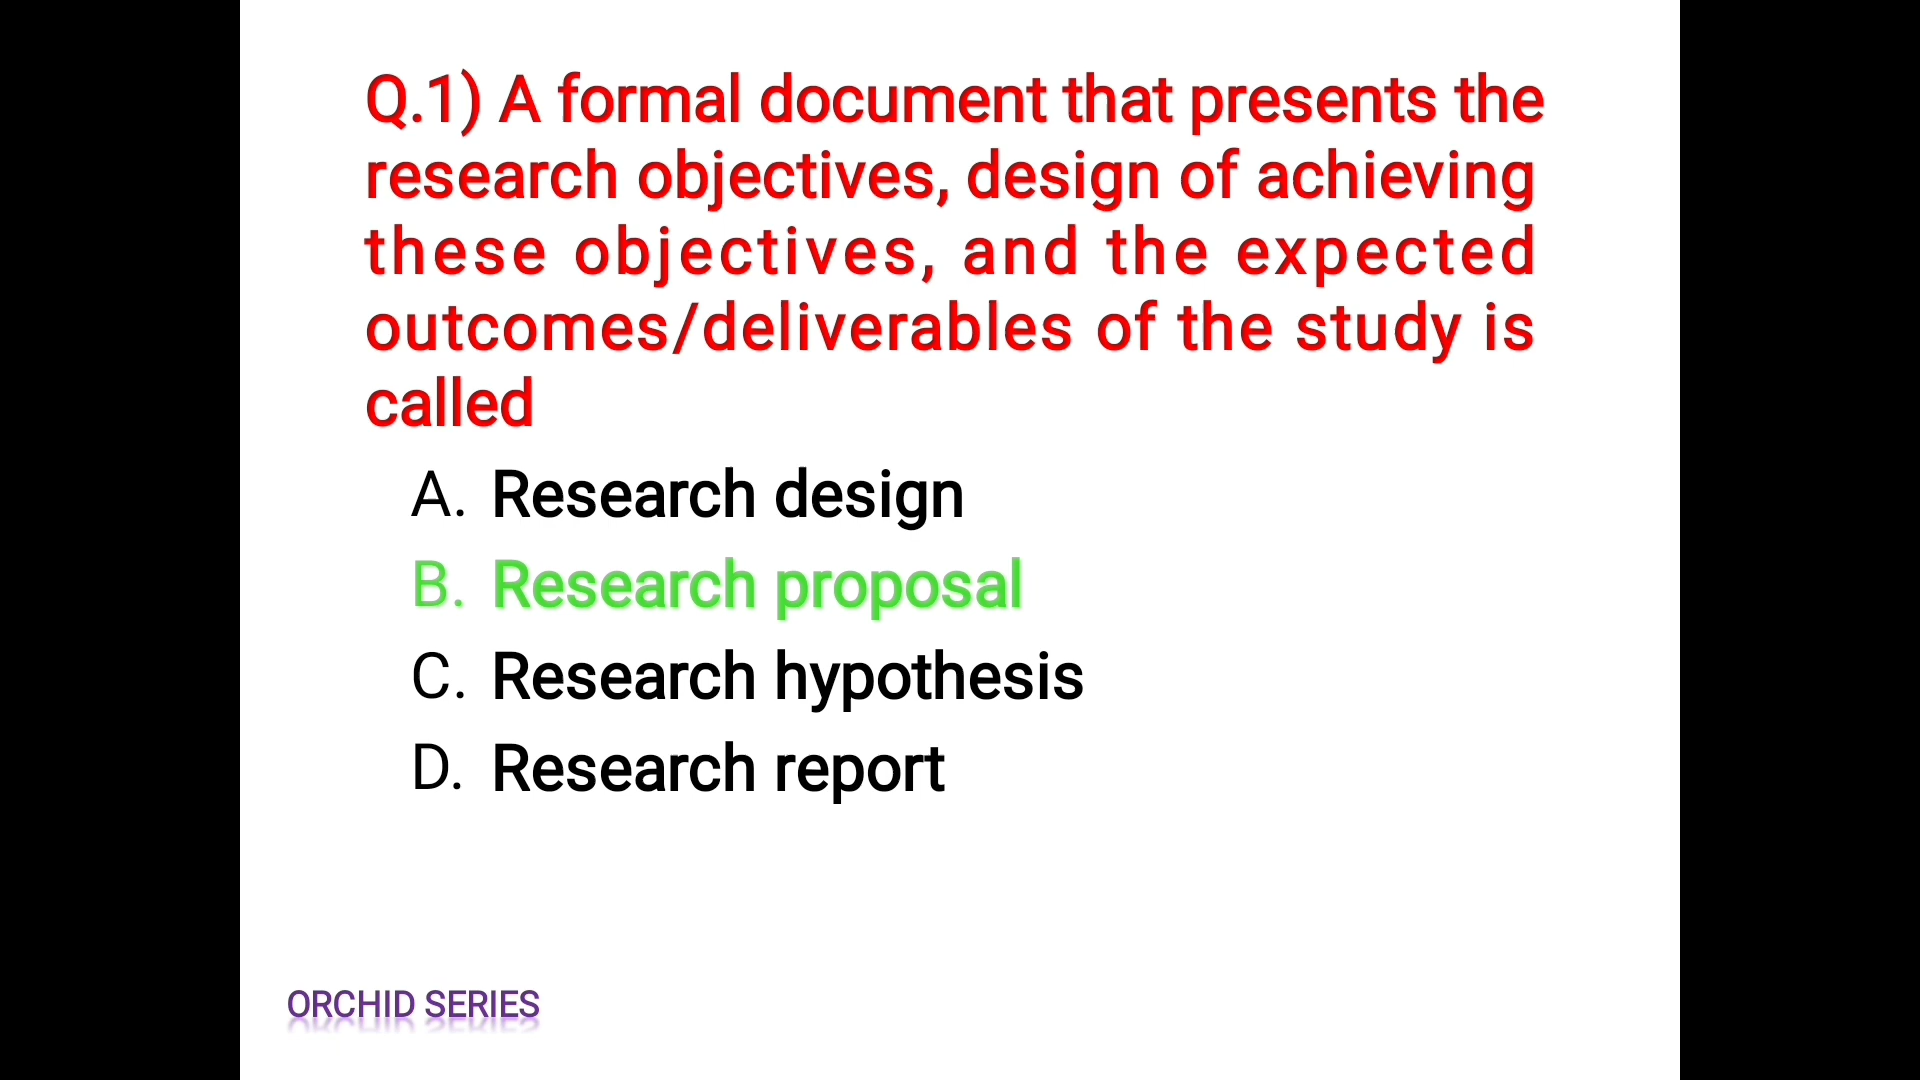 Q.1) A formal document that presents the
research objectives, design of achieving
these objectives, and the expected
outcomes/deliverables of the study is
called
A. Research design
B. Research proposal
C. Research hypothesis
D. Research report
ORCHID SERIES